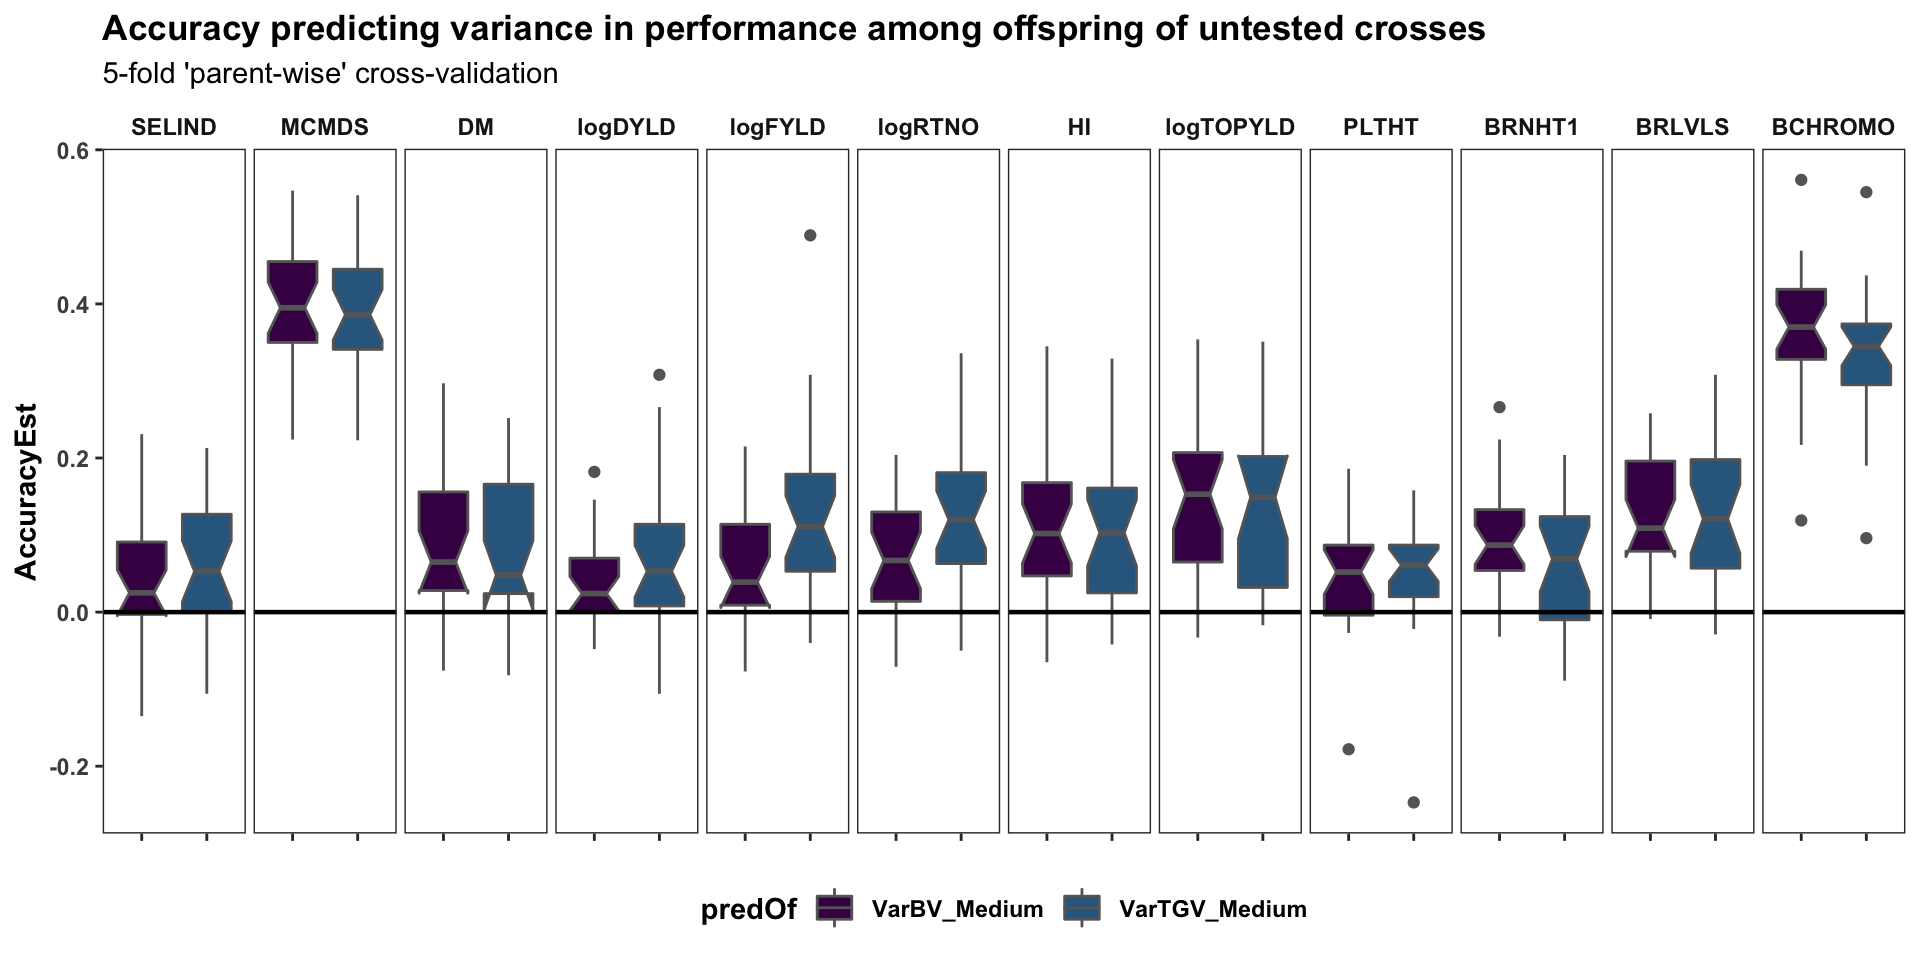 Accuracy predicting variance in performance among offspring of untested crosses
5-fold 'parent-wise' cross-validation
SELIND MCMDS DM logDYLD logFYLD logRTNO HI logTOPYLD PLTHT BRNHT1 BRLVLS BCHROMO
AccuracyEst
0.6
0.4
0.2
0.0
-0.2
predOf VarBV_Medium VarTGV_Medium